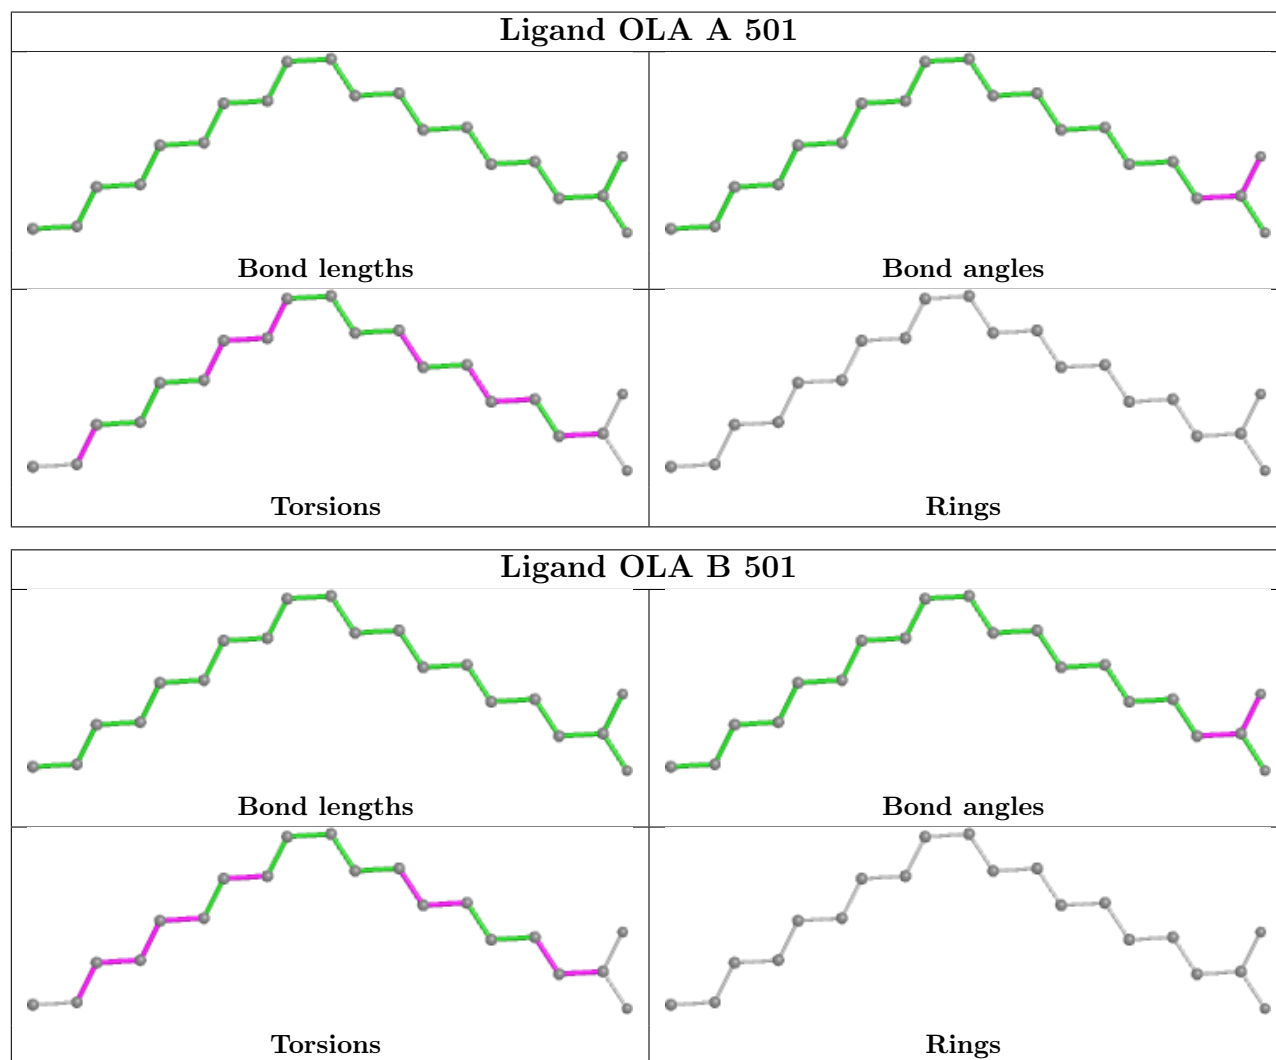 Ligand OLA A 501
Bond lengths
Bond angles
Torsions
Rings
Ligand OLA B 501
Bond lengths
Bond angles
Torsions
Rings